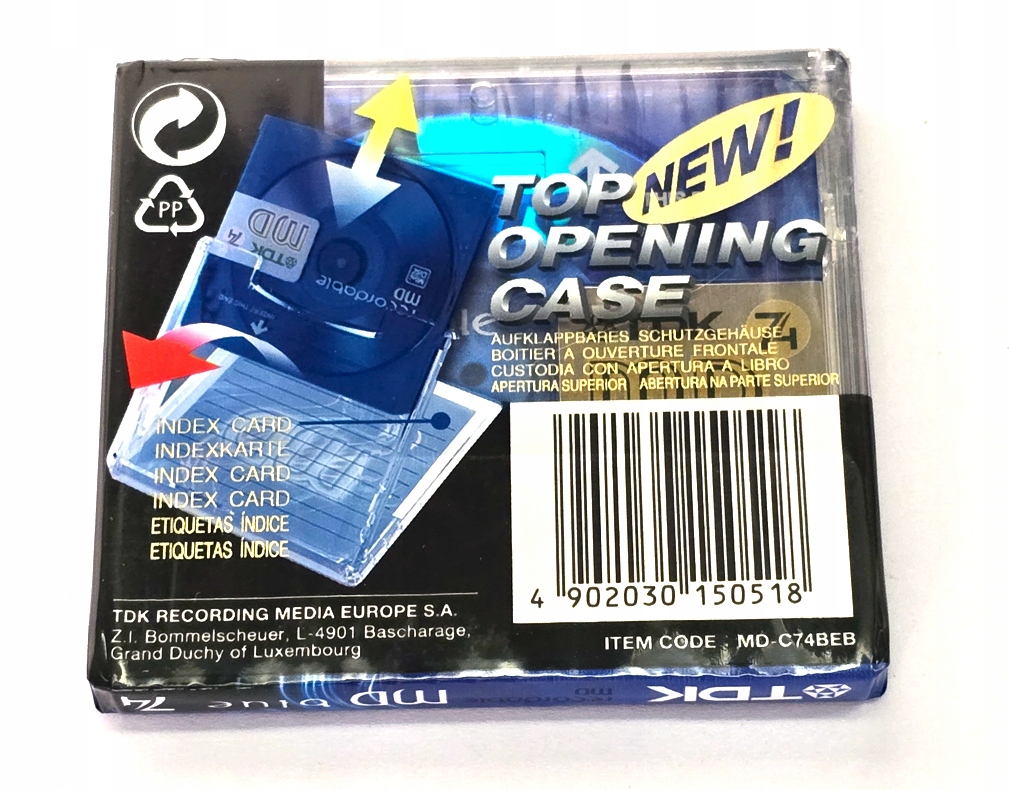 PP
NEW!
TOP
OPENING
CASE
AUFKLAPPBARES SCHUTZGEHÄUSE
BOITIER A OUVERTURE FRONTALE
CUSTODIA CON APERTURA A LIBRO
APERTURA SUPERIOR ABERTURA NA PARTE SUPERIOR
74
MD
TDK
74
recordable
MD
INDEX CARD
INDEXKARTE
INDEX CARD
INDEX CARD
ETIQUETAS ÍNDICE
ETIQUETAS ÍNDICE
4 902030 150518
TDK RECORDING MEDIA EUROPE S.A.
Z.I. Bommelscheuer, L-4901 Bascharage,
Grand Duchy of Luxembourg
ITEM CODE : MD-C74BEB
TDK recordable MD MD blue 74